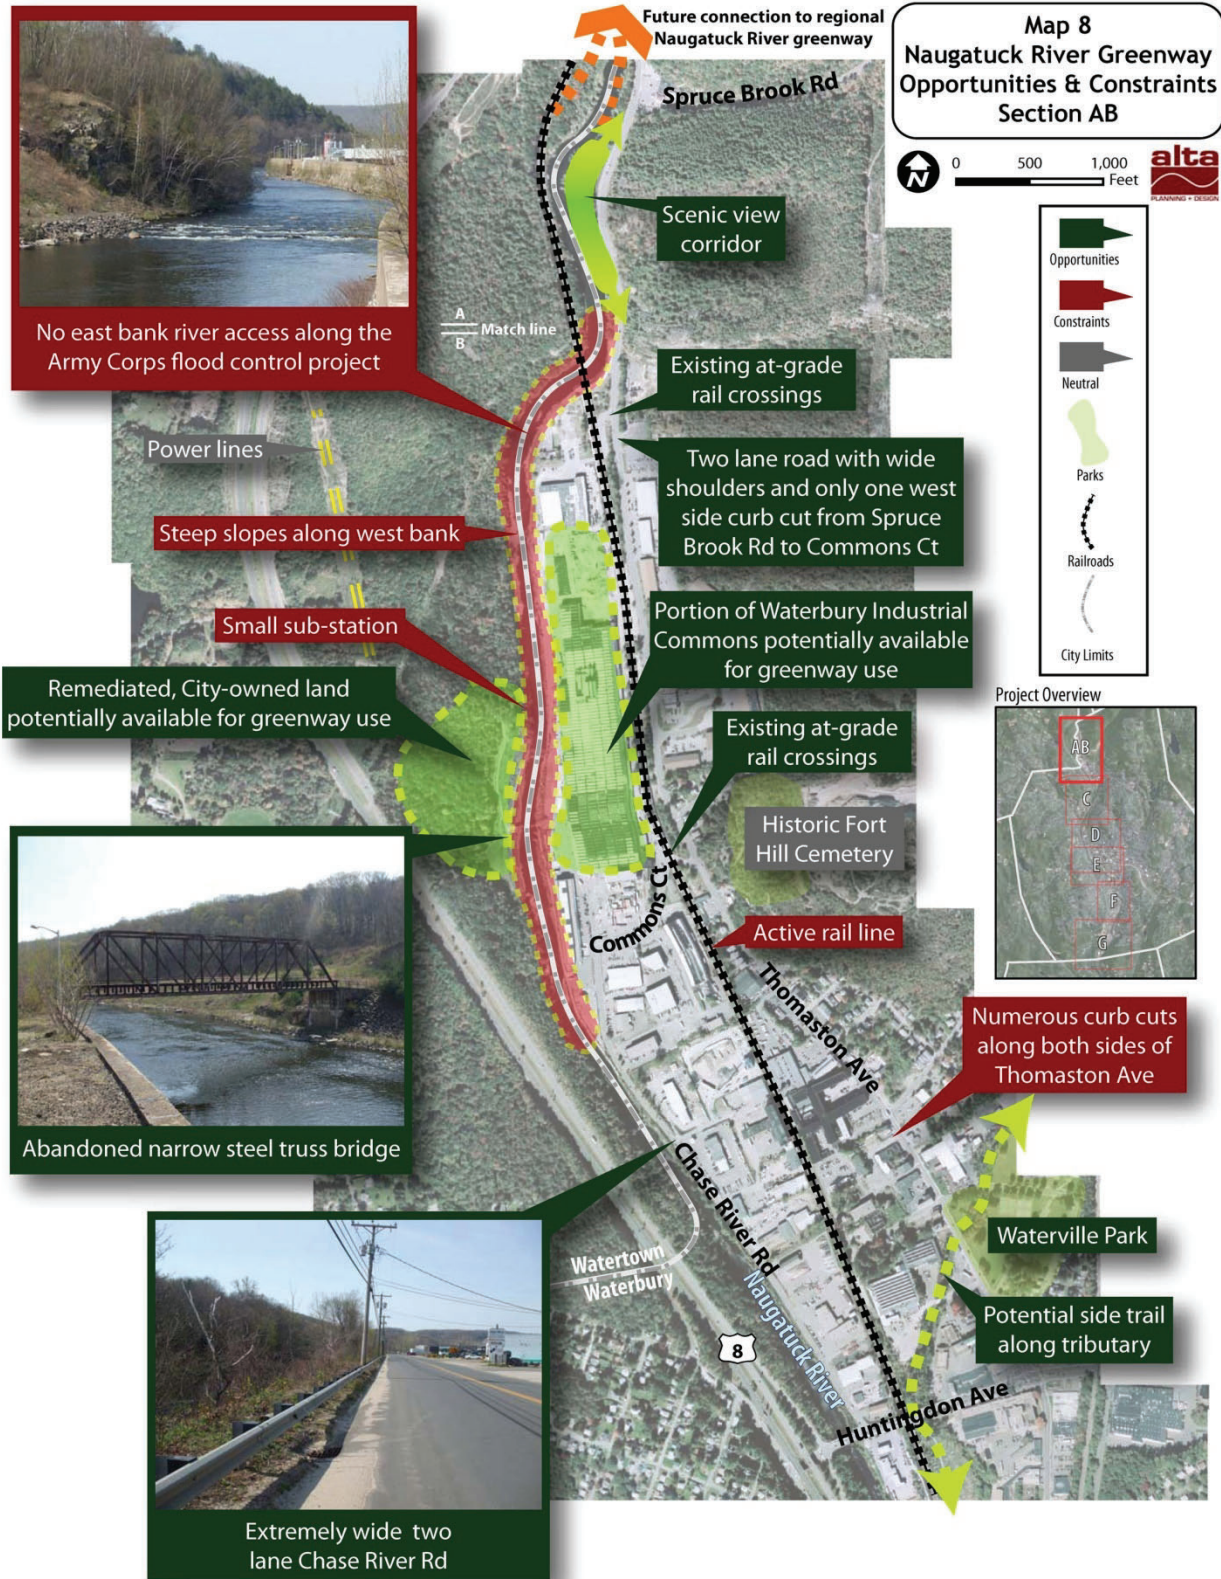 Future connection to regional
Naugatuck River greenway
Map 8
Naugatuck River Greenway
Opportunities & Constraints
Section AB
N
0 500 1,000
Feet
alta
PLANNING + DESIGN
Spruce Brook Rd
Scenic view
corridor
Opportunities
Constraints
Neutral
Parks
Railroads
City Limits
No east bank river access along the
Army Corps flood control project
A
Match line
B
Existing at-grade
rail crossings
Power lines
Two lane road with wide
shoulders and only one west
side curb cut from Spruce
Brook Rd to Commons Ct
Steep slopes along west bank
Small sub-station
Portion of Waterbury Industrial
Commons potentially available
for greenway use
Remediated, City-owned land
potentially available for greenway use
Project Overview
AB
C
D
E
F
G
Existing at-grade
rail crossings
Historic Fort
Hill Cemetery
Commons Ct
Active rail line
Thomaston Ave
Numerous curb cuts
along both sides of
Thomaston Ave
Abandoned narrow steel truss bridge
Chase River Rd
Waterville Park
Watertown
Waterbury
Naugatuck River
8
Potential side trail
along tributary
Huntingdon Ave
Extremely wide two
lane Chase River Rd